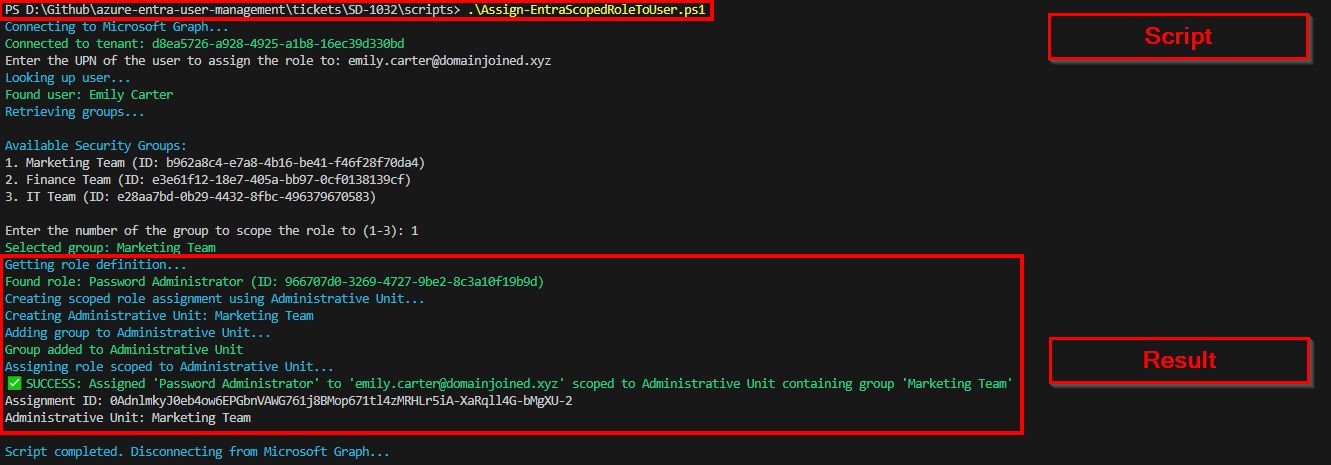 PS D:\Github\azure-entra-user-management\tickets\SD-1032\scripts> .\Assign-EntraScopedRoleToUser.ps1
Script
Connecting to Microsoft Graph...
Connected to tenant: d8ea5726-a928-4925-a1b8-16ec39d330bd
Enter the UPN of the user to assign the role to: emily.carter@domainjoined.xyz
Looking up user...
Found user: Emily Carter
Retrieving groups...
Available Security Groups:
1. Marketing Team (ID: b962a8c4-e7a8-4b16-be41-f46f28f70da4)
2. Finance Team (ID: e3e61f12-18e7-405a-bb97-0cf0138139cf)
3. IT Team (ID: e28aa7bd-0b29-4432-8fbc-496379670583)
Enter the number of the group to scope the role to (1-3): 1
Selected group: Marketing Team
Getting role definition...
Found role: Password Administrator (ID: 966707d0-3269-4727-9be2-8c3a10f19b9d)
Creating scoped role assignment using Administrative Unit...
Creating Administrative Unit: Marketing Team
Adding group to Administrative Unit...
Group added to Administrative Unit
Assigning role scoped to Administrative Unit...
✅ SUCCESS: Assigned 'Password Administrator' to 'emily.carter@domainjoined.xyz' scoped to Administrative Unit containing group 'Marketing Team'
Assignment ID: 0AdnlmkyJ0eb4ow6EPGbnVAWG761j8BMop671tl4zMRHLr5iA-XaRqll4G-bMgXU-2
Administrative Unit: Marketing Team
Result
Script completed. Disconnecting from Microsoft Graph...